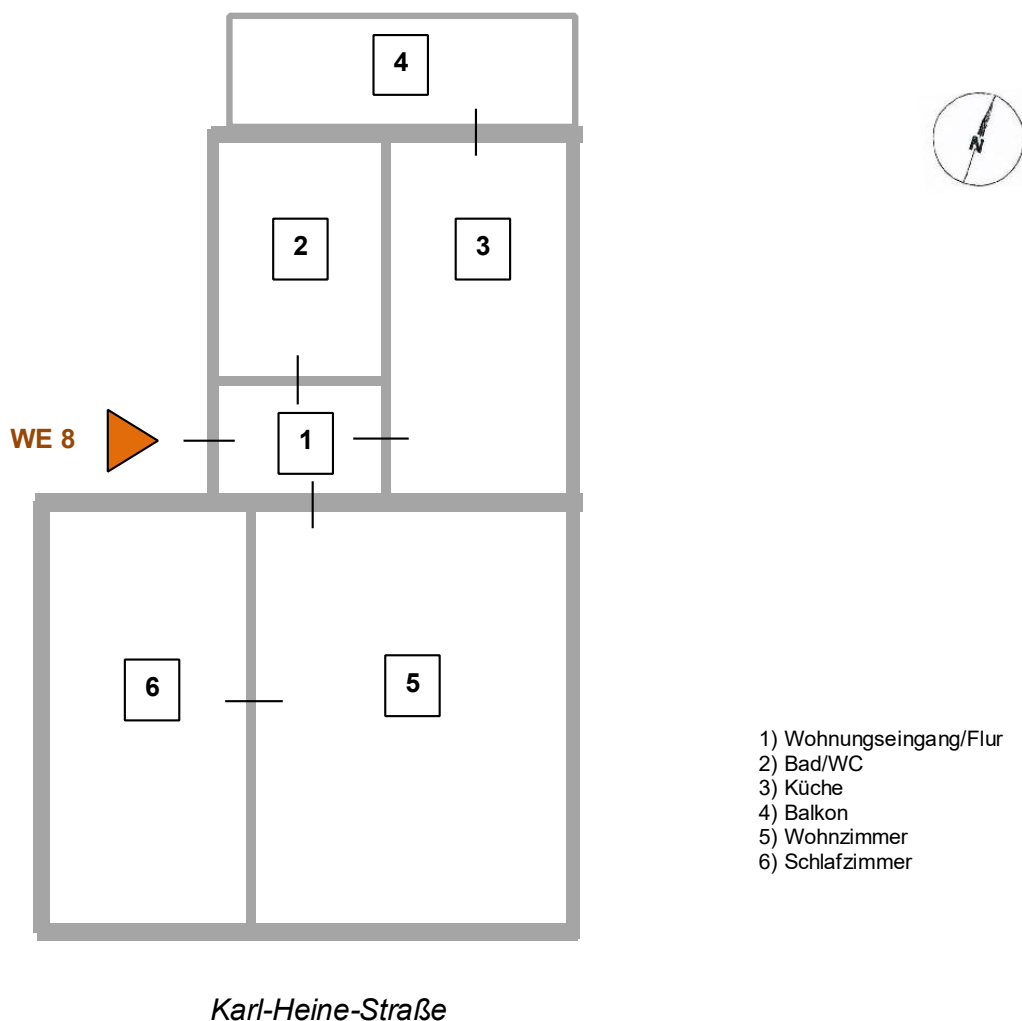 4
N
2
3
WE 8
1
6
5
1) Wohnungseingang/Flur
2) Bad/WC
3) Küche
4) Balkon
5) Wohnzimmer
6) Schlafzimmer
Karl-Heine-Straße